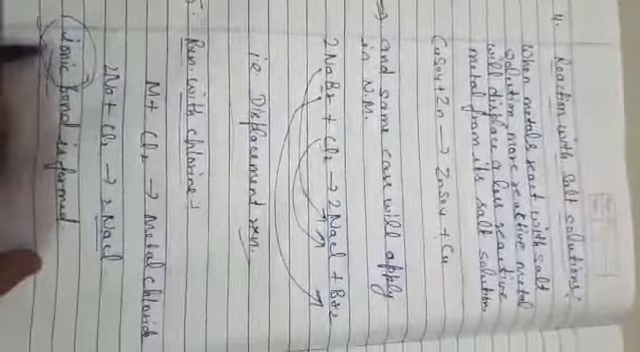 4. Reaction with salt solutions:
When metals react with salt
solution more reactive metal
will displace a less reactive
metal from its salt solution
CuSO4 + Zn → ZnSO4 + Cu
⇒ and same case will apply
in N.M.
2NaBr + Cl2 → 2NaCl + Br2
i.e. Displacement rxn.
5. Rxn. with chlorine →
M + Cl2 → Metal chloride
2Na + Cl2 → 2NaCl
Ionic bond is formed